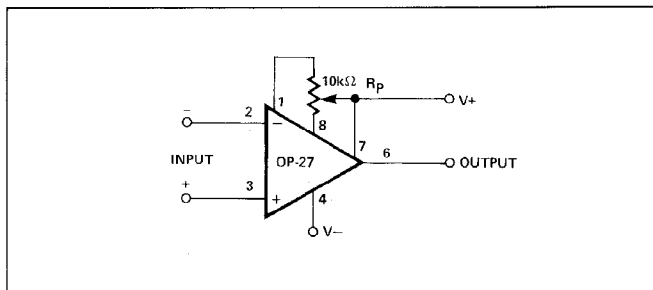 10kΩ RP
V+
1
8
7
− 2 −
6 OUTPUT
INPUT OP-27
+ 3 +
4
V−